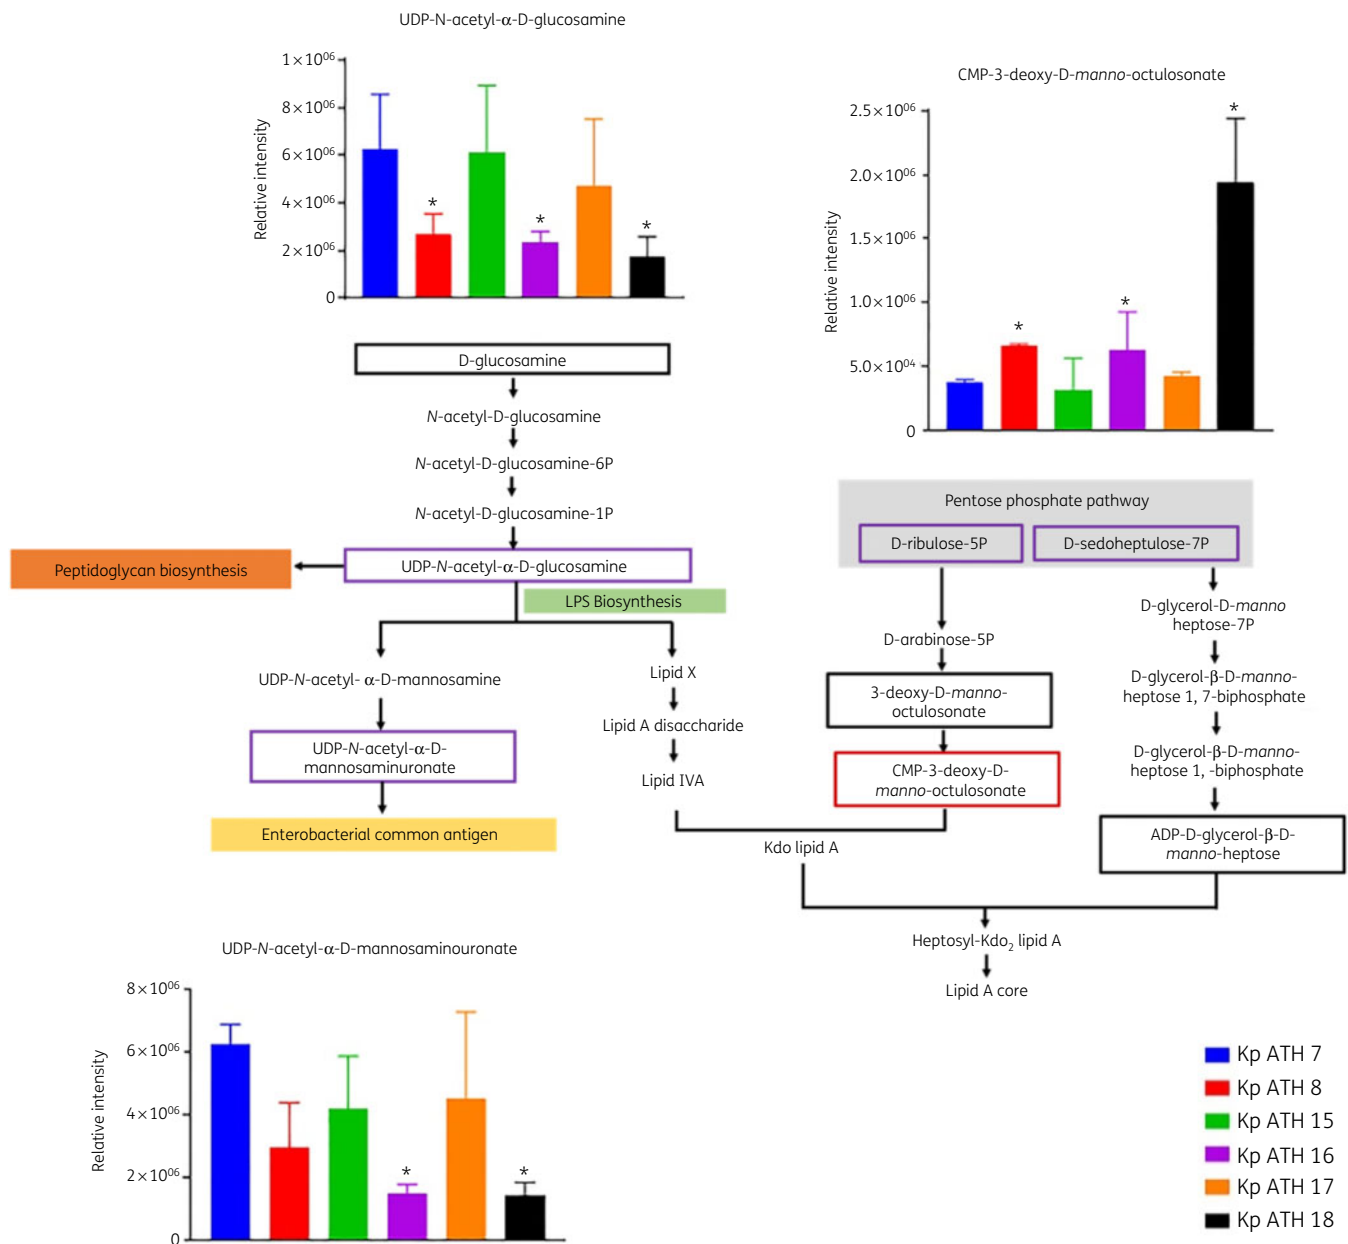 UDP-N-acetyl-α-D-glucosamine
1×10⁰⁶
8×10⁰⁶
6×10⁰⁶
4×10⁰⁶
2×10⁰⁶
0
Relative intensity
*
*
*
CMP-3-deoxy-D-manno-octulosonate
2.5×10⁰⁶
2.0×10⁰⁶
1.5×10⁰⁶
1.0×10⁰⁶
5.0×10⁰⁴
0
Relative intensity
*
*
*
D-glucosamine
N-acetyl-D-glucosamine
N-acetyl-D-glucosamine-6P
N-acetyl-D-glucosamine-1P
Peptidoglycan biosynthesis
UDP-N-acetyl-α-D-glucosamine
LPS Biosynthesis
UDP-N-acetyl- α-D-mannosamine
UDP-N-acetyl-α-D-
mannosaminuronate
Enterobacterial common antigen
Lipid X
Lipid A disaccharide
Lipid IVA
Pentose phosphate pathway
D-ribulose-5P
D-sedoheptulose-7P
D-arabinose-5P
3-deoxy-D-manno-
octulosonate
CMP-3-deoxy-D-
manno-octulosonate
D-glycerol-D-manno
heptose-7P
D-glycerol-β-D-manno-
heptose 1, 7-biphosphate
D-glycerol-β-D-manno-
heptose 1, -biphosphate
ADP-D-glycerol-β-D-
manno-heptose
Kdo lipid A
Heptosyl-Kdo₂ lipid A
Lipid A core
UDP-N-acetyl-α-D-mannosaminouronate
8×10⁰⁶
6×10⁰⁶
4×10⁰⁶
2×10⁰⁶
0
Relative intensity
*
*
Kp ATH 7
Kp ATH 8
Kp ATH 15
Kp ATH 16
Kp ATH 17
Kp ATH 18